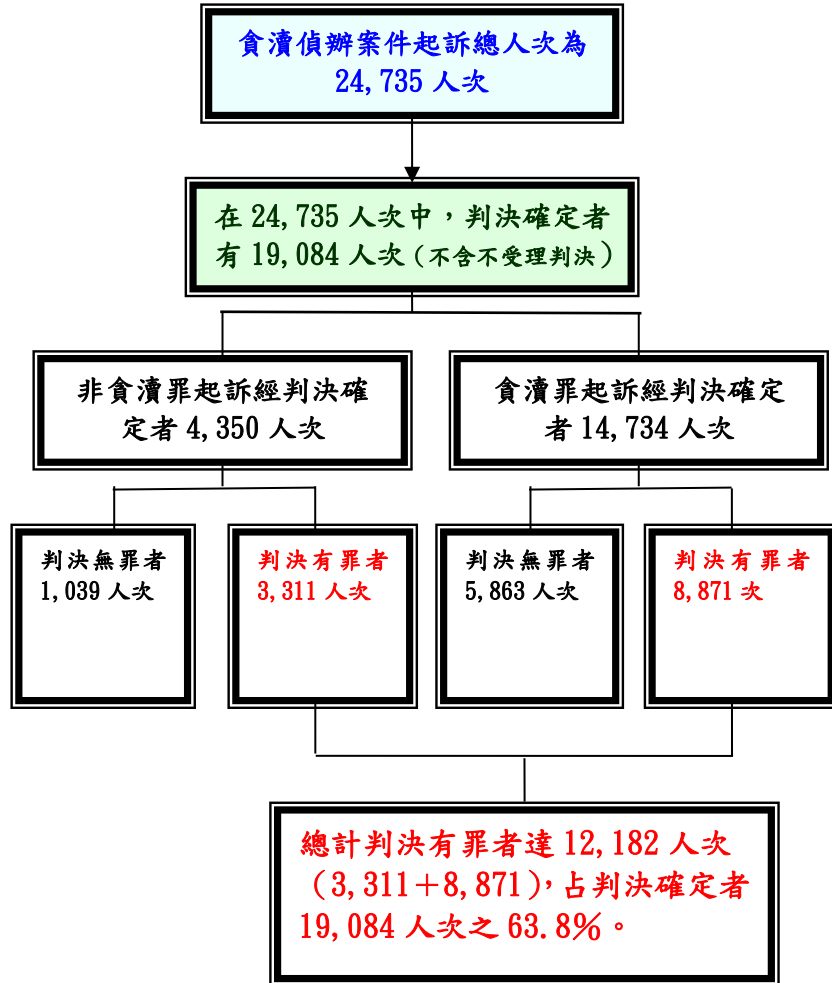 貪瀆偵辦案件起訴總人次為
24,735 人次
在 24,735 人次中，判決確定者
有 19,084 人次（不含不受理判決）
非貪瀆罪起訴經判決確
定者 4,350 人次
貪瀆罪起訴經判決確定
者 14,734 人次
判決無罪者
1,039 人次
判決有罪者
3,311 人次
判決無罪者
5,863 人次
判決有罪者
8,871 次
總計判決有罪者達 12,182 人次
（3,311＋8,871），占判決確定者
19,084 人次之 63.8％。